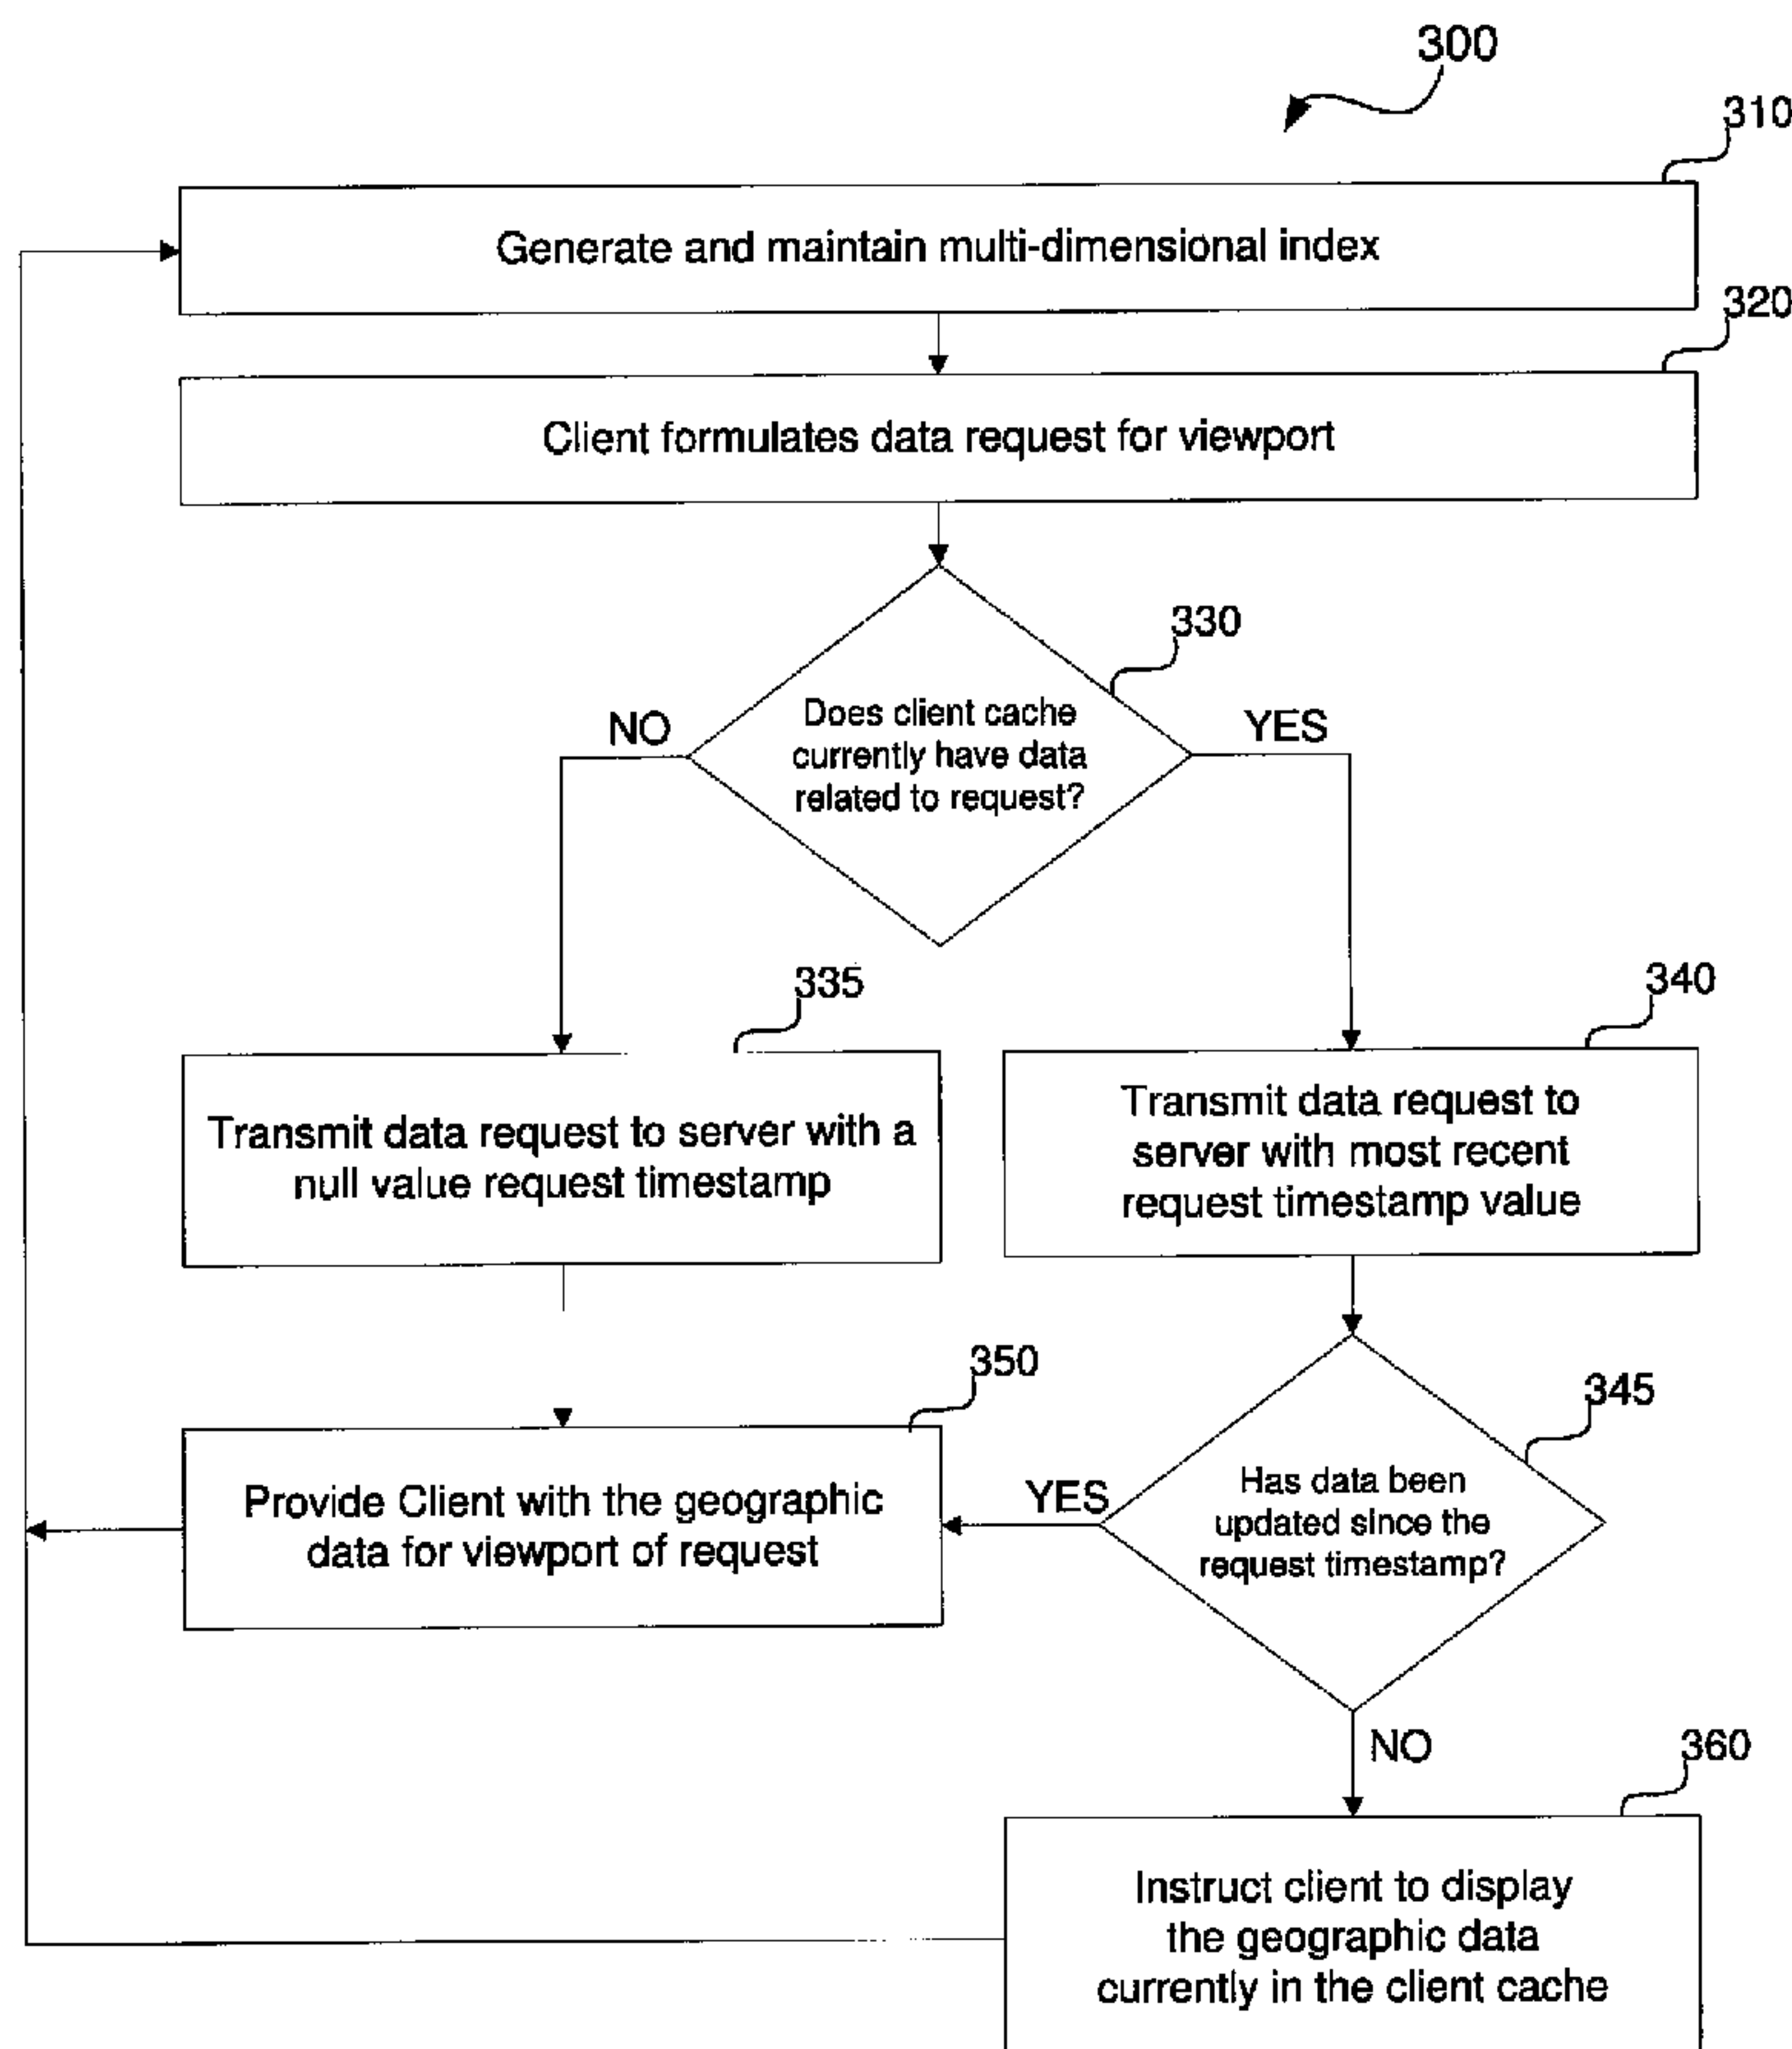 300
310
Generate and maintain multi-dimensional index
320
Client formulates data request for viewport
330
Does client cache
currently have data
related to request?
NO
YES
335
Transmit data request to server with a
null value request timestamp
340
Transmit data request to
server with most recent
request timestamp value
350
Provide Client with the geographic
data for viewport of request
345
Has data been
updated since the
request timestamp?
YES
NO
360
Instruct client to display
the geographic data
currently in the client cache